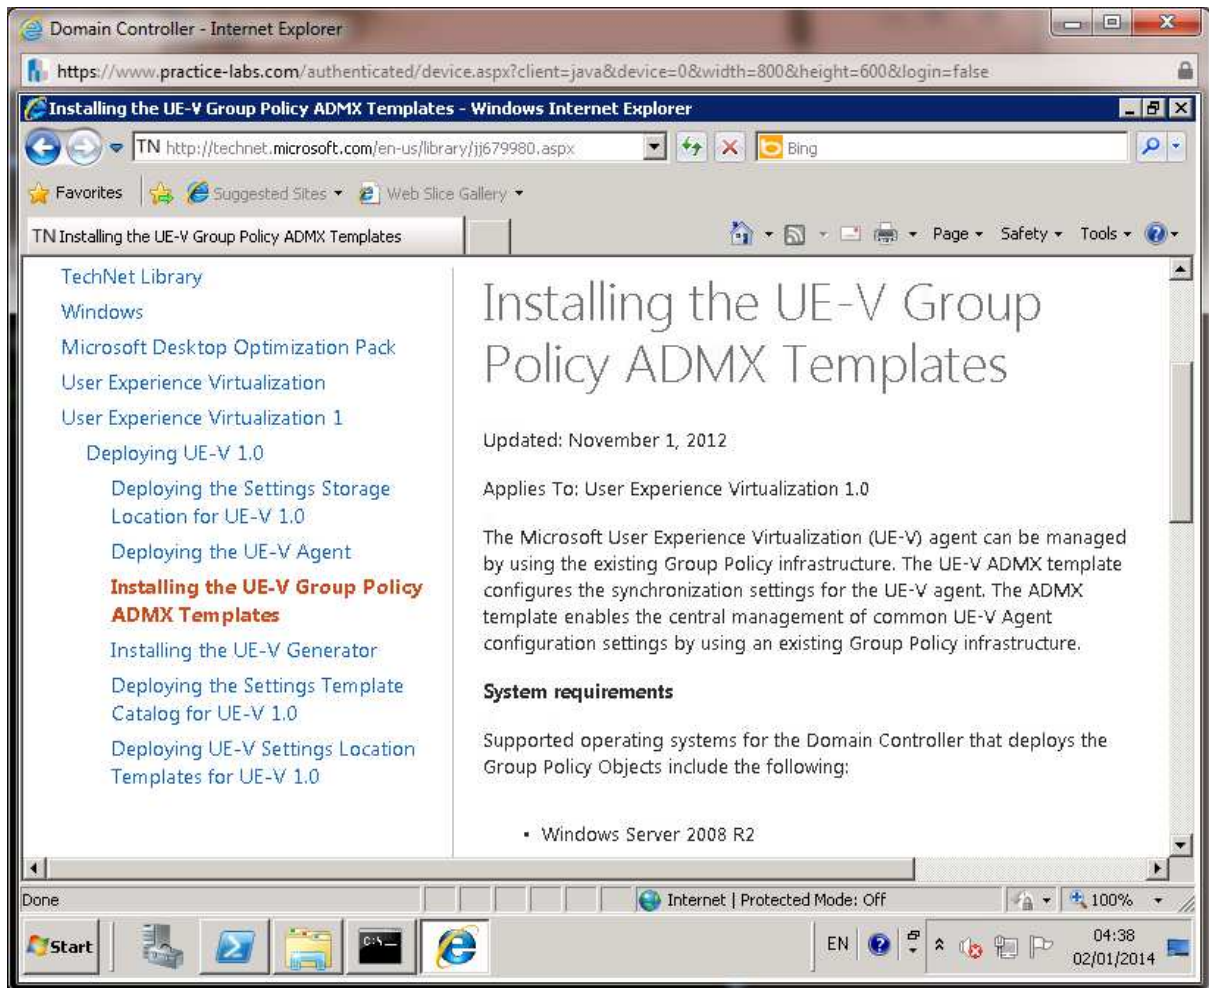 Domain Controller - Internet Explorer
https://www.practice-labs.com/authenticated/device.aspx?client=java&device=0&width=800&height=600&login=false
Installing the UE-V Group Policy ADMX Templates - Windows Internet Explorer
TN http://technet.microsoft.com/en-us/library/jj679980.aspx
Bing
Favorites
Suggested Sites
Web Slice Gallery
TN Installing the UE-V Group Policy ADMX Templates
Page
Safety
Tools
TechNet Library
Windows
Microsoft Desktop Optimization Pack
User Experience Virtualization
User Experience Virtualization 1
Deploying UE-V 1.0
Deploying the Settings Storage
Location for UE-V 1.0
Deploying the UE-V Agent
Installing the UE-V Group Policy
ADMX Templates
Installing the UE-V Generator
Deploying the Settings Template
Catalog for UE-V 1.0
Deploying UE-V Settings Location
Templates for UE-V 1.0
Installing the UE-V Group
Policy ADMX Templates
Updated: November 1, 2012
Applies To: User Experience Virtualization 1.0
The Microsoft User Experience Virtualization (UE-V) agent can be managed
by using the existing Group Policy infrastructure. The UE-V ADMX template
configures the synchronization settings for the UE-V agent. The ADMX
template enables the central management of common UE-V Agent
configuration settings by using an existing Group Policy infrastructure.
System requirements
Supported operating systems for the Domain Controller that deploys the
Group Policy Objects include the following:
• Windows Server 2008 R2
Done
Internet | Protected Mode: Off
100%
Start
EN
04:38
02/01/2014